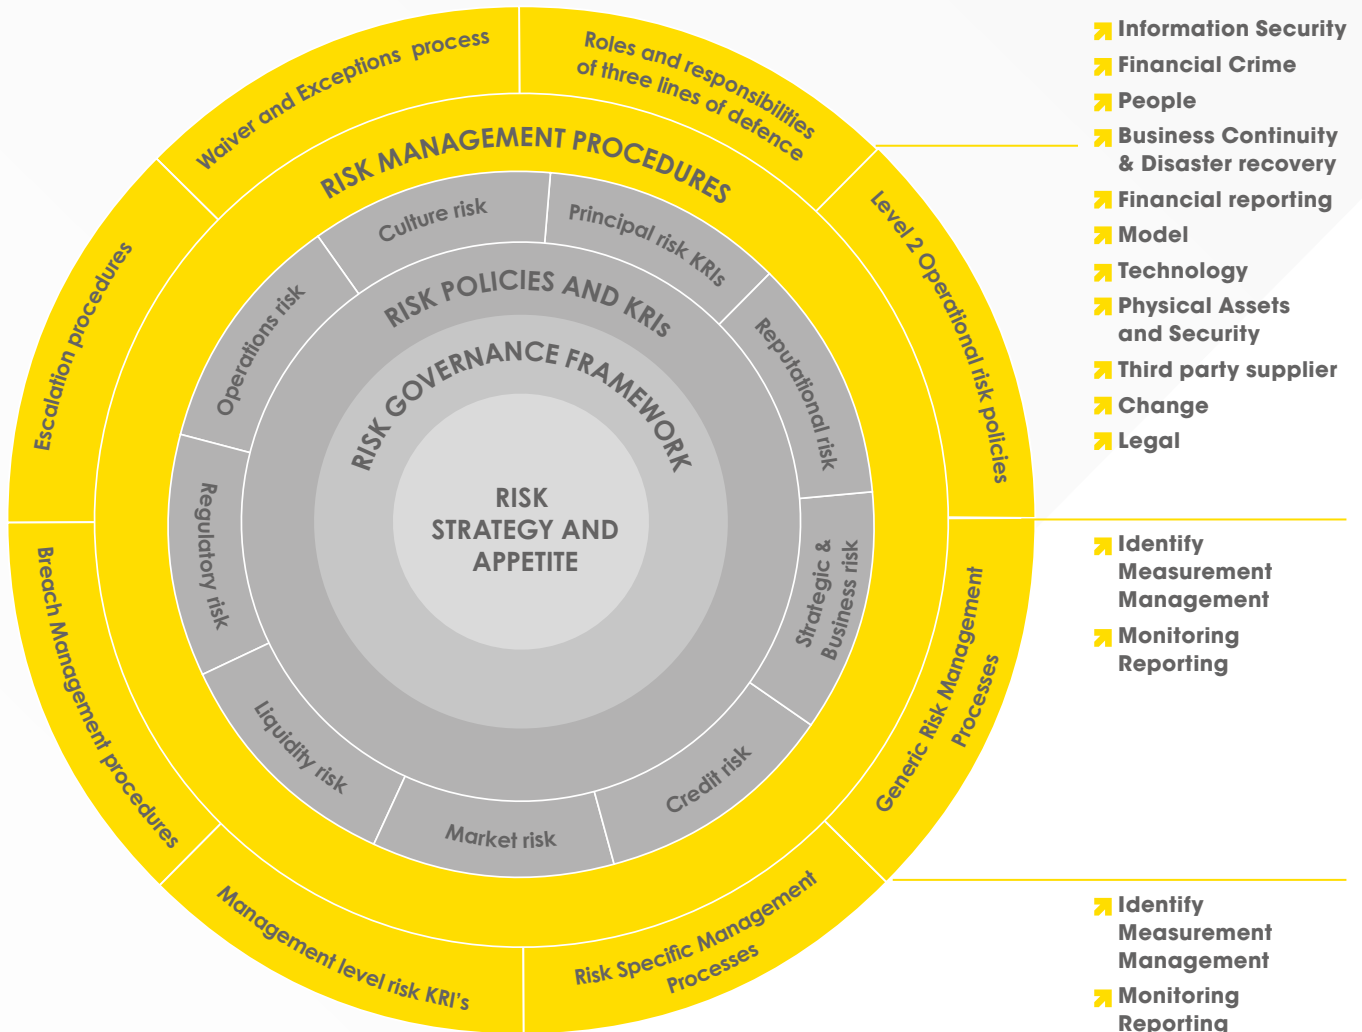 Waiver and Exceptions process
Roles and responsibilities
of three lines of defence
Level 2 Operational risk policies
Generic Risk Management
Processes
Risk Specific Management
Processes
Management level risk KRI's
Breach Management procedures
Escalation procedures
RISK MANAGEMENT PROCEDURES
Culture risk
Principal risk KRIs
Reputational risk
Strategic &
Business risk
Credit risk
Market risk
Liquidity risk
Regulatory risk
Operations risk
RISK POLICIES AND KRIs
RISK GOVERNANCE FRAMEWORK
RISK
STRATEGY AND
APPETITE
Information Security
Financial Crime
People
Business Continuity
& Disaster recovery
Financial reporting
Model
Technology
Physical Assets
and Security
Third party supplier
Change
Legal
Identify
Measurement
Management
Monitoring
Reporting
Identify
Measurement
Management
Monitoring
Reporting